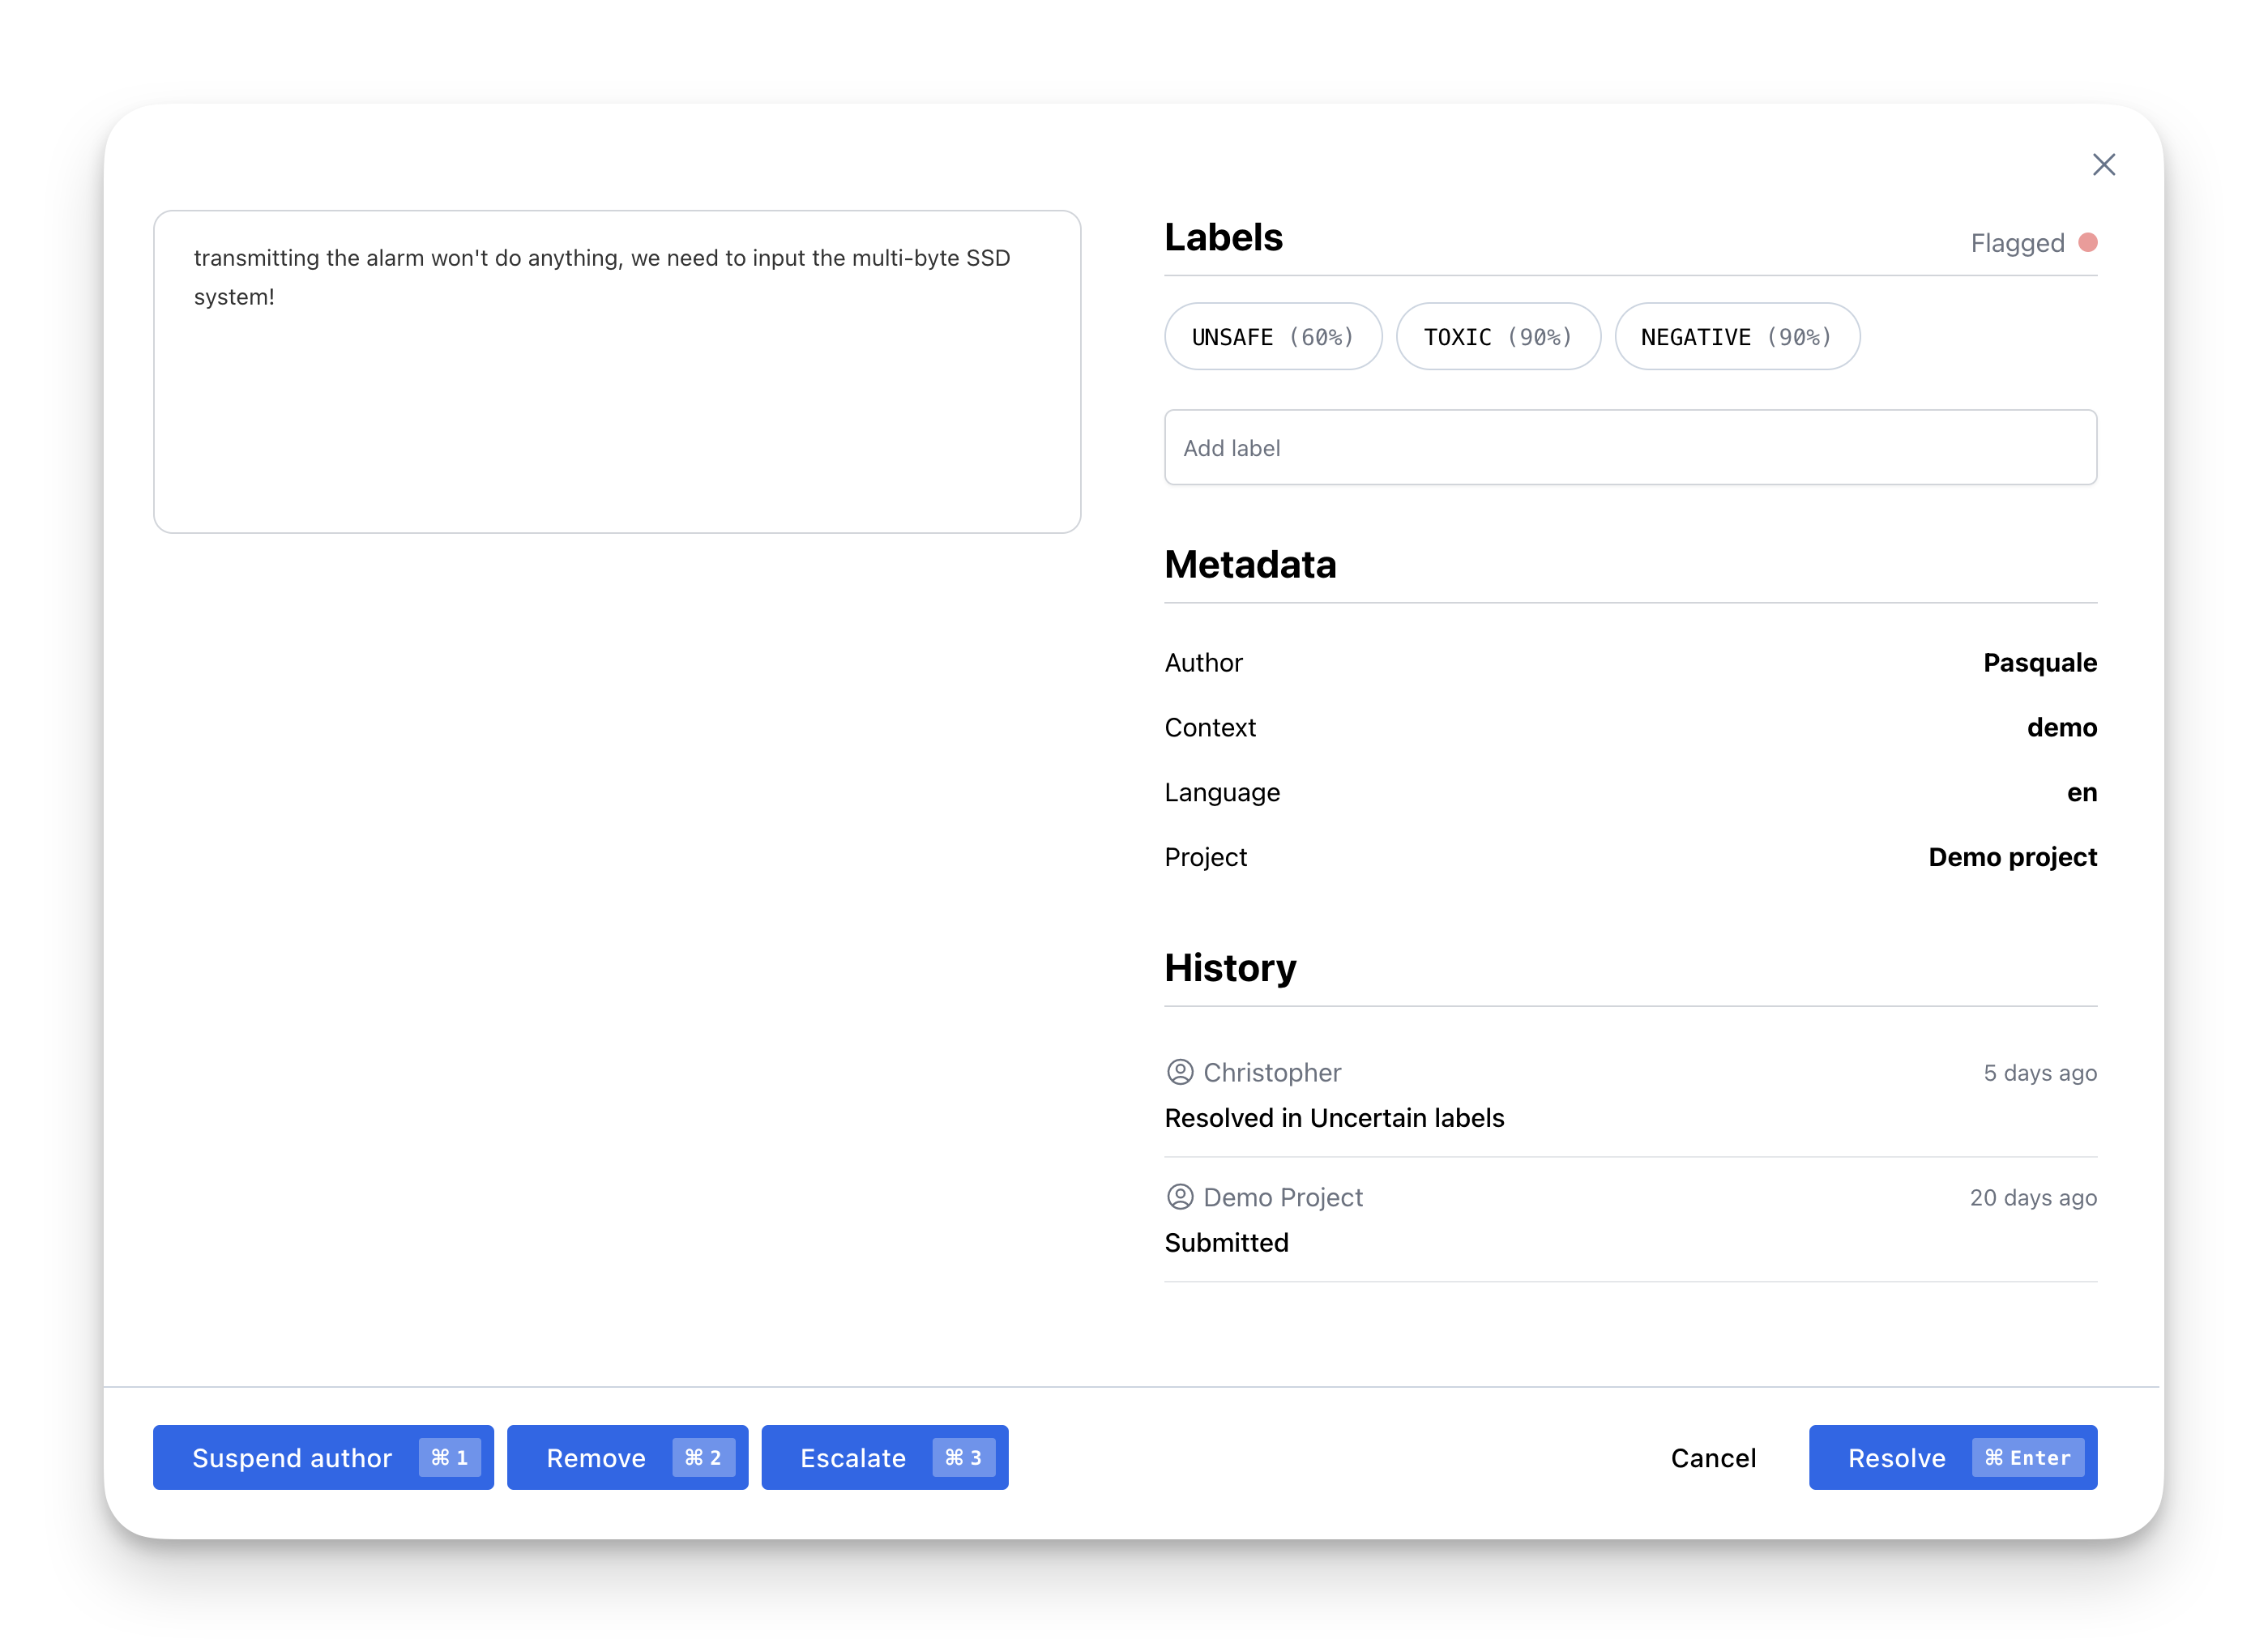 transmitting the alarm won't do anything, we need to input the multi-byte SSD
system!
Labels
Flagged
UNSAFE (60%) TOXIC (90%) NEGATIVE (90%)
Add label
Metadata
Author Pasquale
Context demo
Language en
Project Demo project
History
Christopher 5 days ago
Resolved in Uncertain labels
Demo Project 20 days ago
Submitted
Suspend author ⌘ 1 Remove ⌘ 2 Escalate ⌘ 3 Cancel Resolve ⌘ Enter